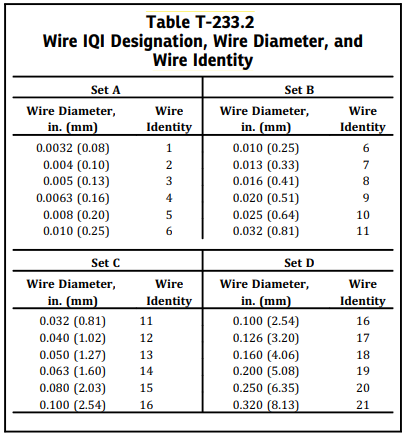 Table T-233.2
Wire IQI Designation, Wire Diameter, and
Wire Identity
Set A Set B
Wire Diameter, Wire Wire Diameter, Wire
in. (mm) Identity in. (mm) Identity
0.0032 (0.08) 1 0.010 (0.25) 6
0.004 (0.10) 2 0.013 (0.33) 7
0.005 (0.13) 3 0.016 (0.41) 8
0.0063 (0.16) 4 0.020 (0.51) 9
0.008 (0.20) 5 0.025 (0.64) 10
0.010 (0.25) 6 0.032 (0.81) 11
Set C Set D
Wire Diameter, Wire Wire Diameter, Wire
in. (mm) Identity in. (mm) Identity
0.032 (0.81) 11 0.100 (2.54) 16
0.040 (1.02) 12 0.126 (3.20) 17
0.050 (1.27) 13 0.160 (4.06) 18
0.063 (1.60) 14 0.200 (5.08) 19
0.080 (2.03) 15 0.250 (6.35) 20
0.100 (2.54) 16 0.320 (8.13) 21